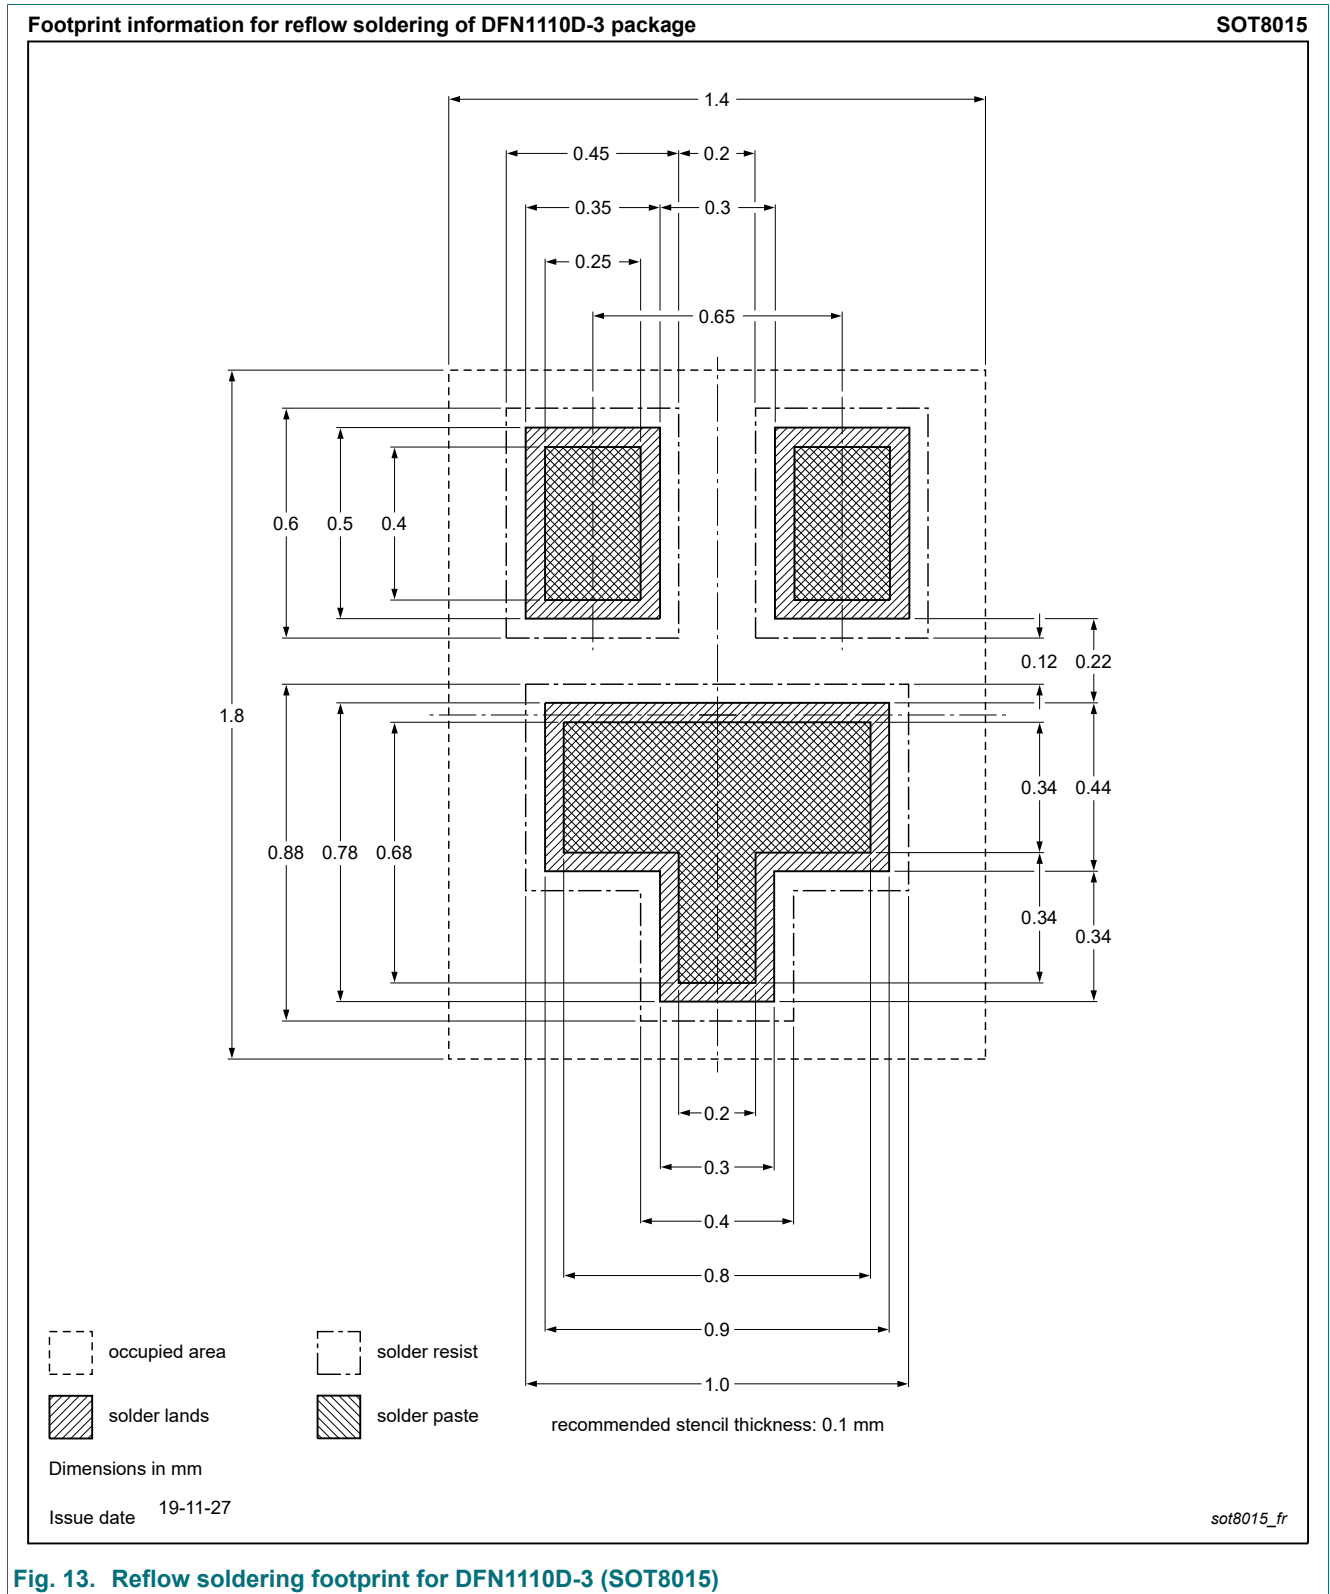 Footprint information for reflow soldering of DFN1110D-3 package SOT8015
1.4
0.45 0.2
0.35 0.3
0.25
0.65
0.6 0.5 0.4
0.12 0.22
1.8
0.34 0.44
0.88 0.78 0.68
0.34
0.34
0.2
0.3
0.4
0.8
0.9
1.0
occupied area solder resist
solder lands solder paste
recommended stencil thickness: 0.1 mm
Dimensions in mm
Issue date 19-11-27
sot8015_fr
Fig. 13. Reflow soldering footprint for DFN1110D-3 (SOT8015)